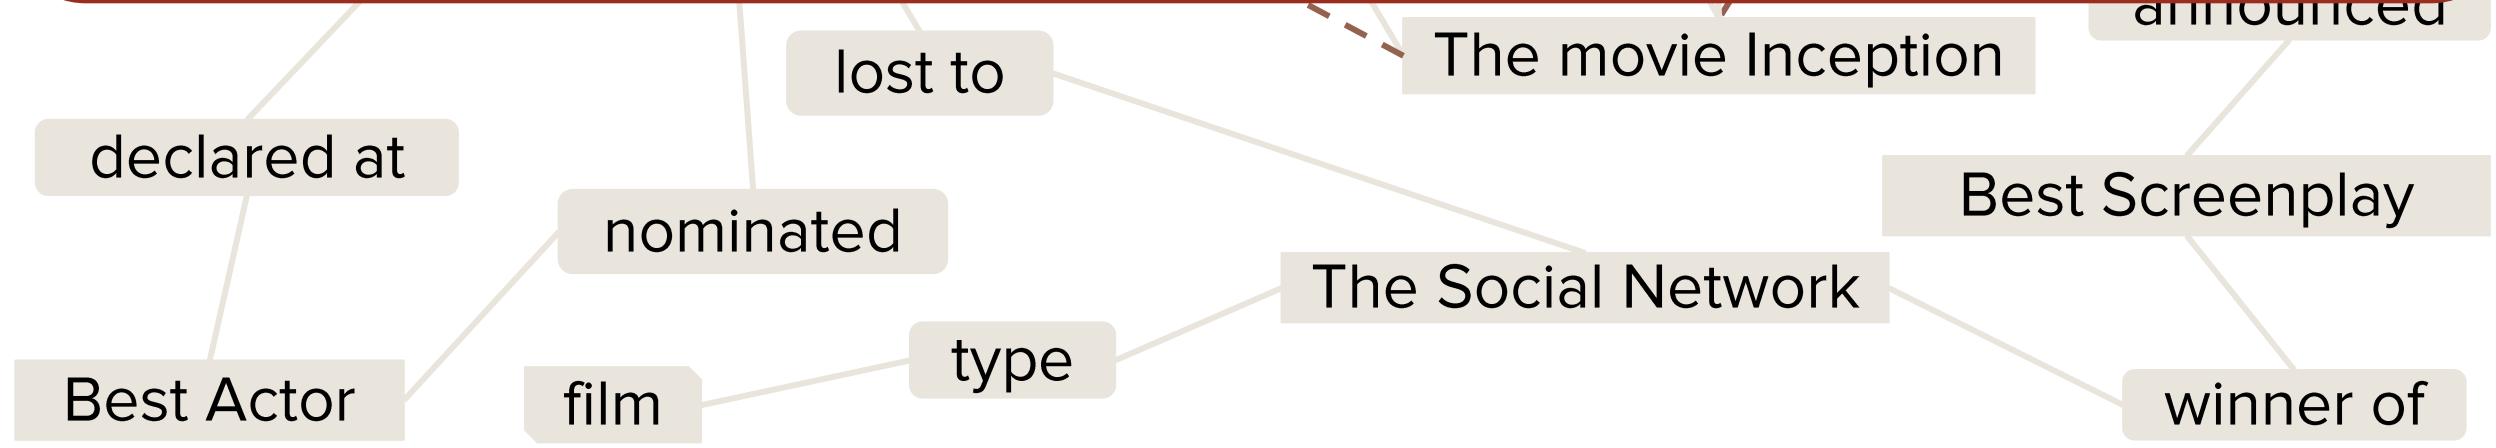 announced
The movie Inception
lost to
declared at
Best Screenplay
nominated
The Social Network
type
film
Best Actor
winner of